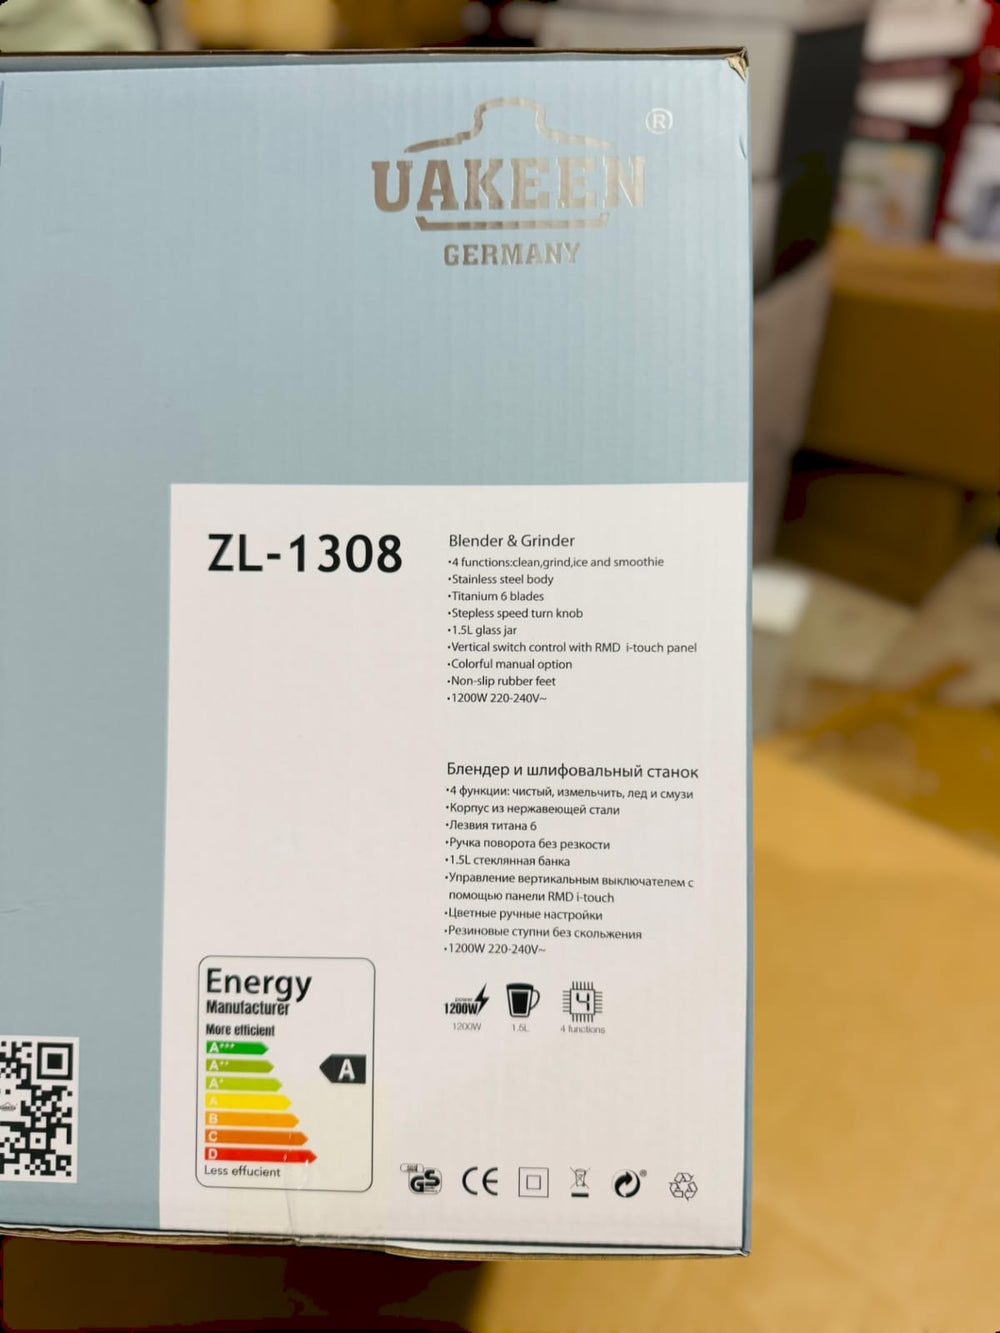 UAKEEN ®
GERMANY
ZL-1308
Blender & Grinder
•4 functions:clean,grind,ice and smoothie
•Stainless steel body
•Titanium 6 blades
•Stepless speed turn knob
•1.5L glass jar
•Vertical switch control with RMD i-touch panel
•Colorful manual option
•Non-slip rubber feet
•1200W 220-240V~
Блендер и шлифовальный станок
•4 функции: чистый, измельчить, лед и смузи
•Корпус из нержавеющей стали
•Лезвия титана 6
•Ручка поворота без резкости
•1.5L стеклянная банка
•Управление вертикальным выключателем с
помощью панели RMD i-touch
•Цветные ручные настройки
•Резиновые ступни без скольжения
•1200W 220-240V~
Energy
Manufacturer
More efficient
A+++
A++
A+
A
B
C
D
A
Less effucient
power
1200W
1200W
1.5L
4
4 functions
GS CE